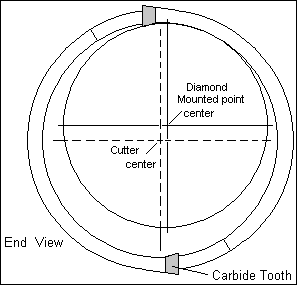 Diamond
Mounted point
center
Cutter
center
End View
Carbide Tooth